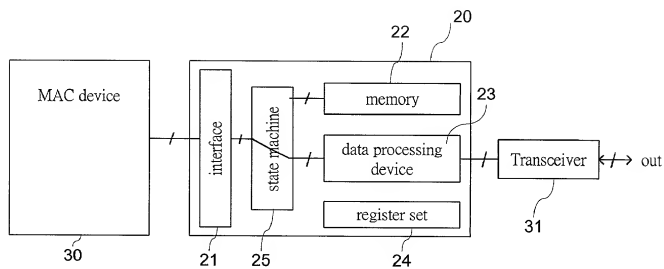 20
22
MAC device
memory
23
interface
state machine
data processing
device
Transceiver
out
31
register set
30
21
25
24